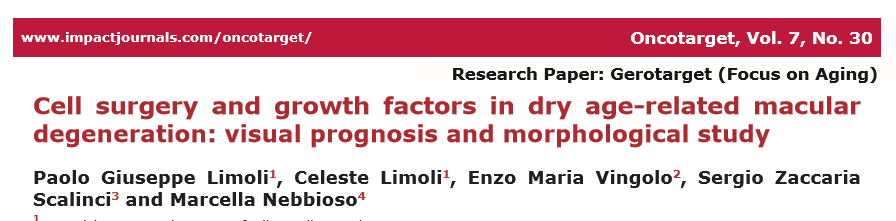 www.impactjournals.com/oncotarget/ Oncotarget, Vol. 7, No. 30
Research Paper: Gerotarget (Focus on Aging)
Cell surgery and growth factors in dry age-related macular
degeneration: visual prognosis and morphological study
Paolo Giuseppe Limoli1, Celeste Limoli1, Enzo Maria Vingolo2, Sergio Zaccaria
Scalinci3 and Marcella Nebbioso4
1